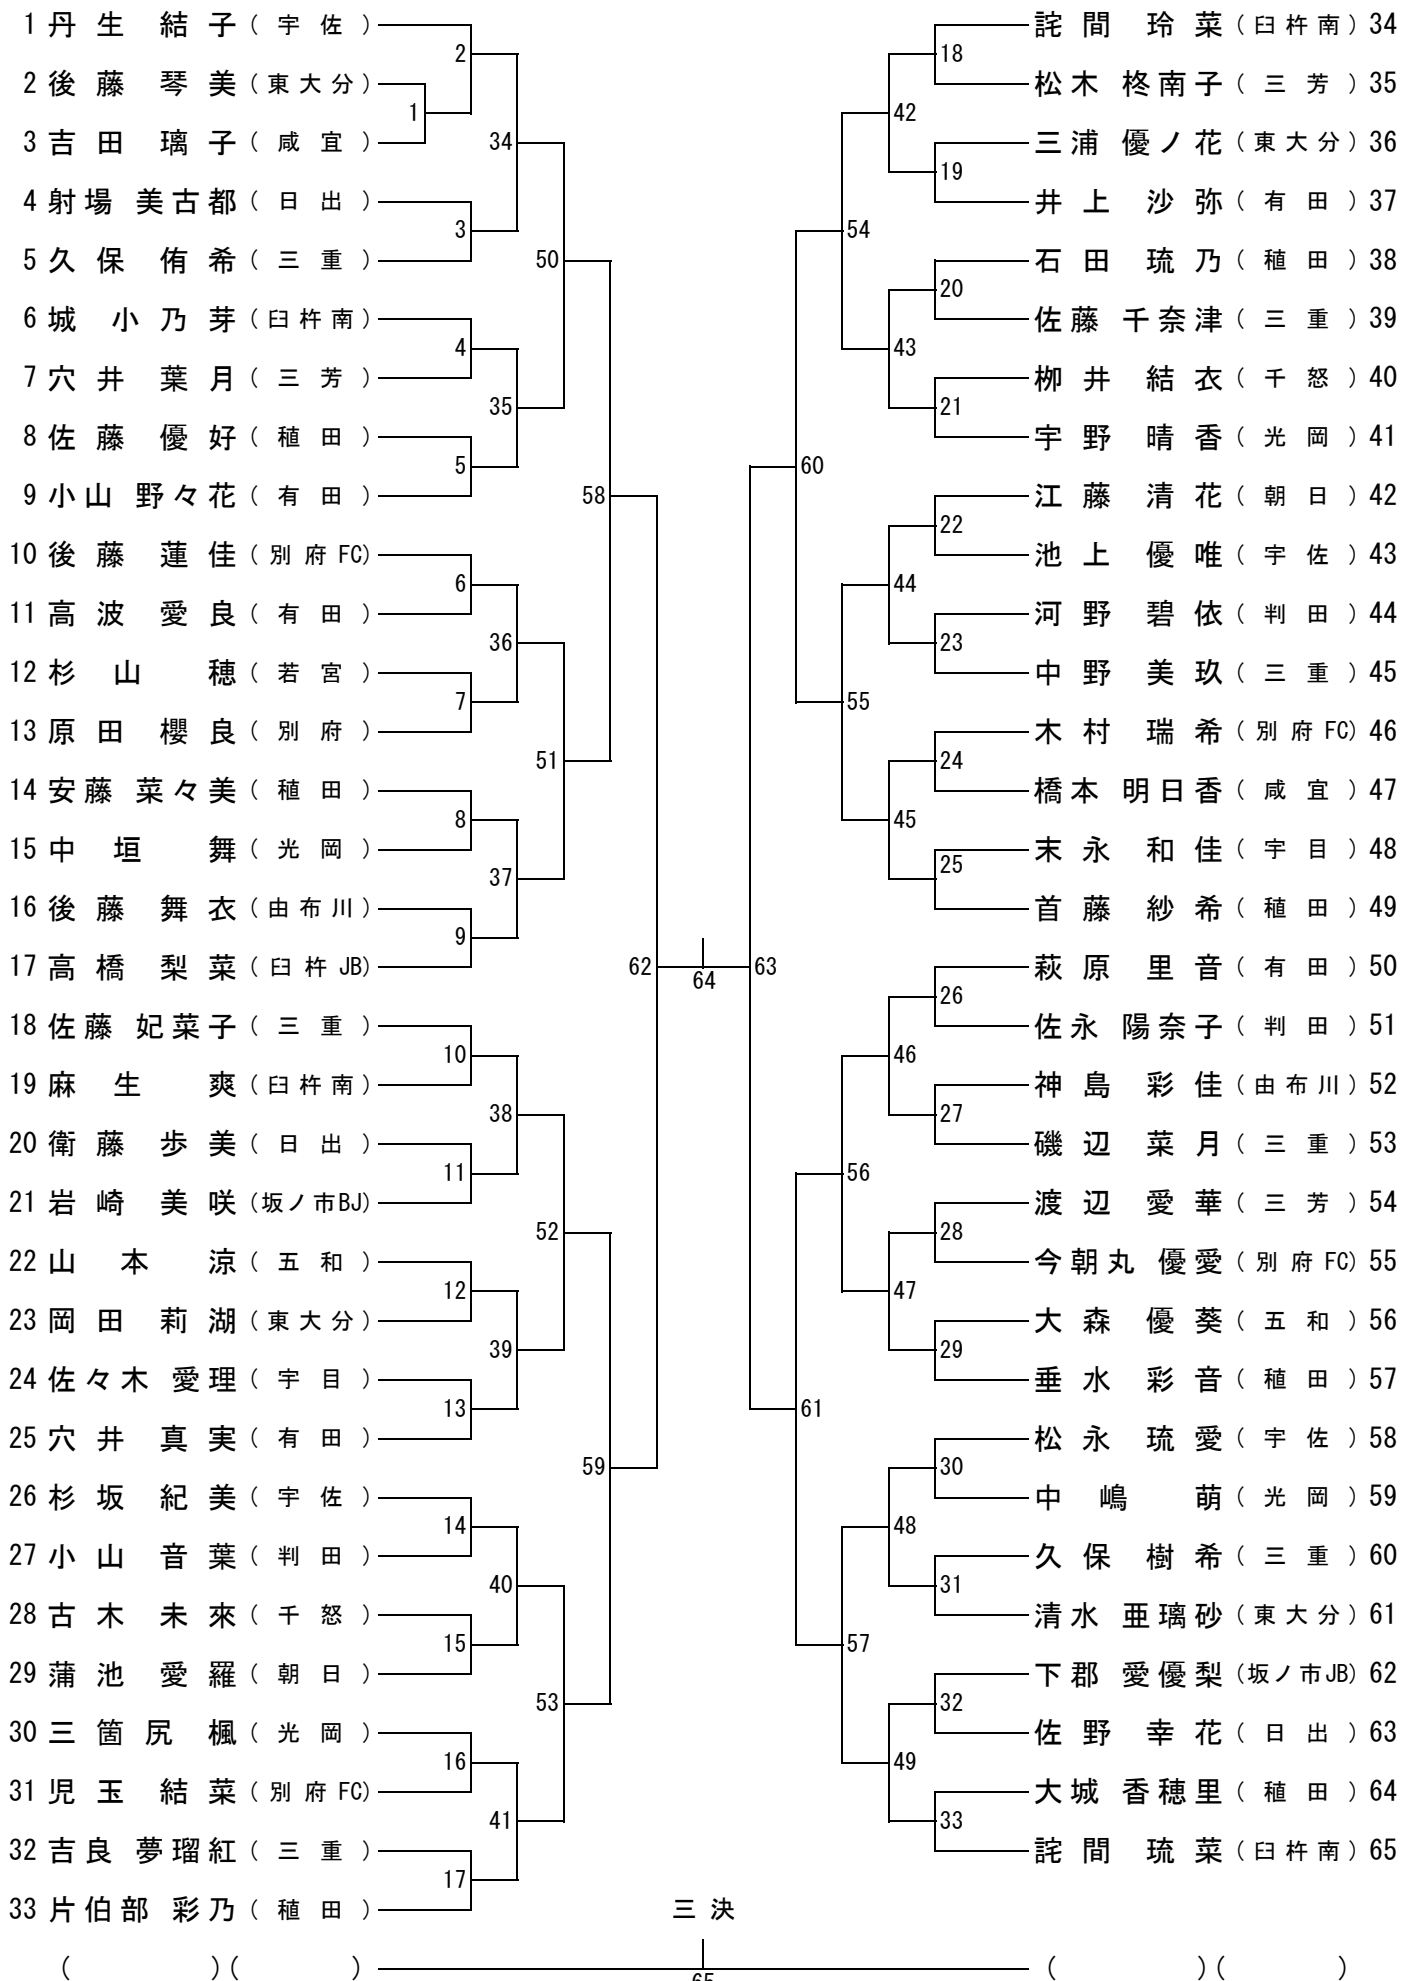 1 丹生 結子 (宇佐)
2 後藤 琴美 (東大分)
3 吉田 璃子 (咸宜)
4 射場 美古都 (日出)
5 久保 侑希 (三重)
6 城 小乃芽 (臼杵南)
7 穴井 葉月 (三芳)
8 佐藤 優好 (稙田)
9 小山 野々花 (有田)
10 後藤 蓮佳 (別府FC)
11 高波 愛良 (有田)
12 杉山 穂 (若宮)
13 原田 櫻良 (別府)
14 安藤 菜々美 (稙田)
15 中垣 舞 (光岡)
16 後藤 舞衣 (由布川)
17 高橋 梨菜 (臼杵JB)
18 佐藤 妃菜子 (三重)
19 麻生 爽 (臼杵南)
20 衛藤 歩美 (日出)
21 岩崎 美咲 (坂ノ市BJ)
22 山本 涼 (五和)
23 岡田 莉湖 (東大分)
24 佐々木 愛理 (宇目)
25 穴井 真実 (有田)
26 杉坂 紀美 (宇佐)
27 小山 音葉 (判田)
28 古木 未來 (千怒)
29 蒲池 愛羅 (朝日)
30 三箇尻 楓 (光岡)
31 児玉 結菜 (別府FC)
32 吉良 夢瑠紅 (三重)
33 片伯部 彩乃 (稙田)
( )( )
1
2
3
4
5
6
7
8
9
10
11
12
13
14
15
16
17
34
35
36
37
38
39
40
41
50
51
52
53
58
59
62
64
63
60
61
54
55
56
57
42
43
44
45
46
47
48
49
18
19
20
21
22
23
24
25
26
27
28
29
30
31
32
33
詫間 玲菜 (臼杵南) 34
松木 柊南子 (三芳) 35
三浦 優ノ花 (東大分) 36
井上 沙弥 (有田) 37
石田 琉乃 (稙田) 38
佐藤 千奈津 (三重) 39
栁井 結衣 (千怒) 40
宇野 晴香 (光岡) 41
江藤 清花 (朝日) 42
池上 優唯 (宇佐) 43
河野 碧依 (判田) 44
中野 美玖 (三重) 45
木村 瑞希 (別府FC) 46
橋本 明日香 (咸宜) 47
末永 和佳 (宇目) 48
首藤 紗希 (稙田) 49
萩原 里音 (有田) 50
佐永 陽奈子 (判田) 51
神島 彩佳 (由布川) 52
磯辺 菜月 (三重) 53
渡辺 愛華 (三芳) 54
今朝丸 優愛 (別府FC) 55
大森 優葵 (五和) 56
垂水 彩音 (稙田) 57
松永 琉愛 (宇佐) 58
中嶋 萌 (光岡) 59
久保 樹希 (三重) 60
清水 亜璃砂 (東大分) 61
下郡 愛優梨 (坂ノ市JB) 62
佐野 幸花 (日出) 63
大城 香穂里 (稙田) 64
詫間 琉菜 (臼杵南) 65
三決
65
( )( )